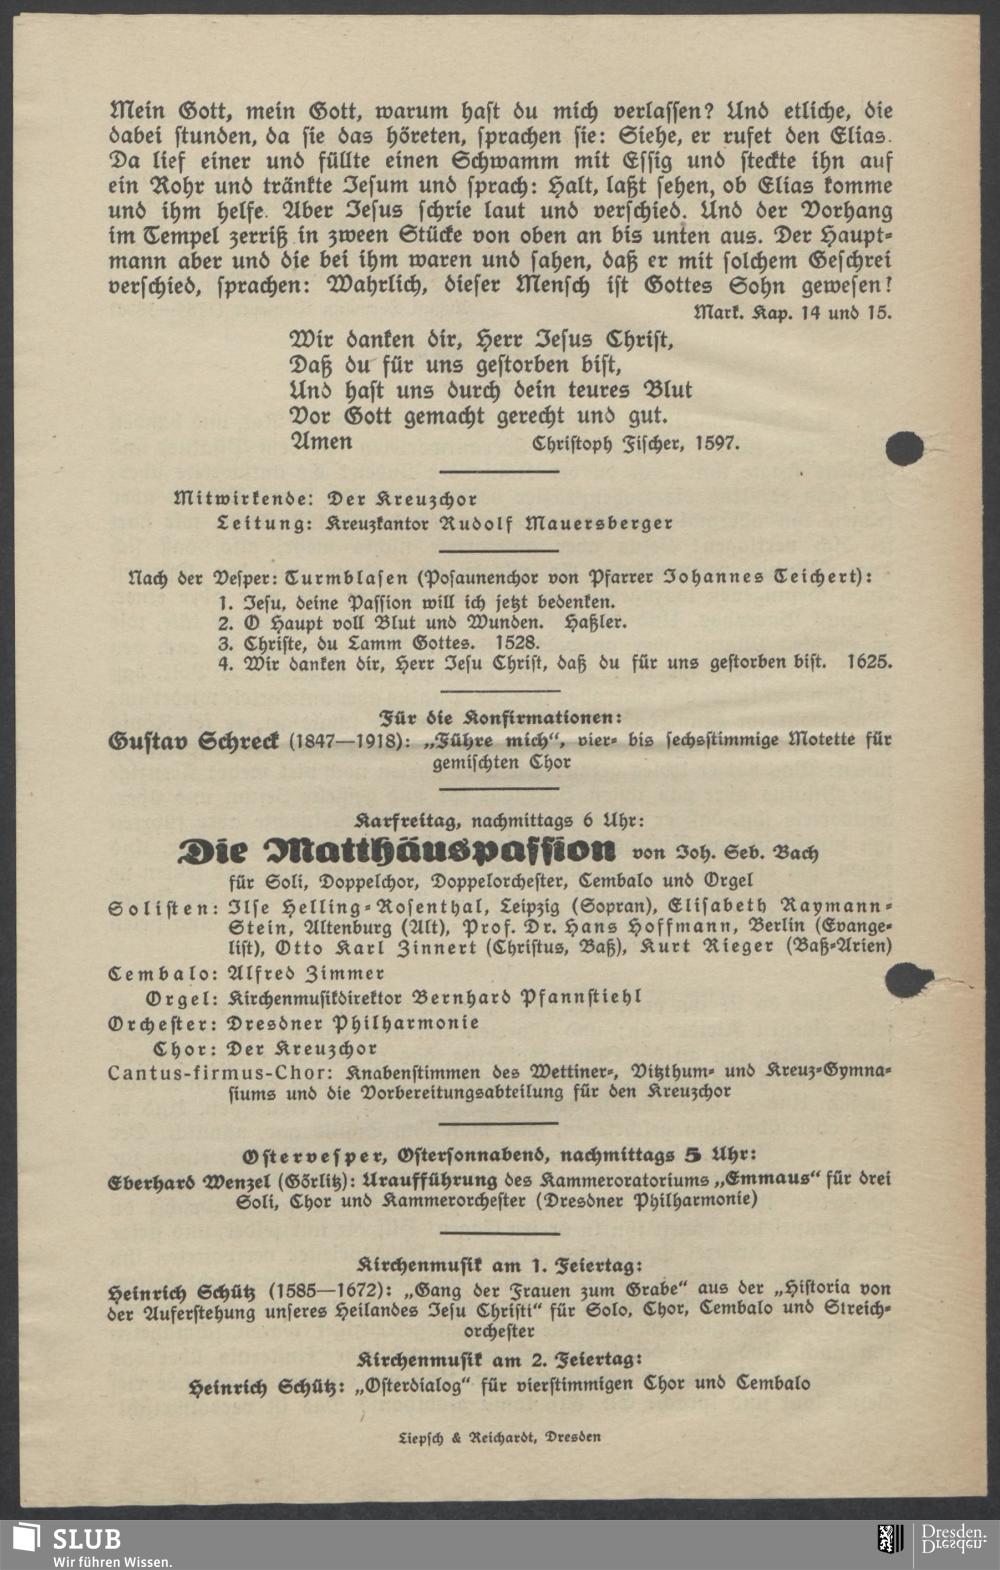 Mein Gott, mein Gott, warum hast du mich verlassen? Und etliche, die
dabei stunden, da sie das höreten, sprachen sie: Siehe, er rufet den Elias.
Da lief einer und füllte einen Schwamm mit Essig und steckte ihn auf
ein Rohr und tränkte Jesum und sprach: Halt, laßt sehen, ob Elias komme
und ihm helfe. Aber Jesus schrie laut und verschied. Und der Vorhang
im Tempel zerriß in zween Stücke von oben an bis unten aus. Der Haupt-
mann aber und die bei ihm waren und sahen, daß er mit solchem Geschrei
verschied, sprachen: Wahrlich, dieser Mensch ist Gottes Sohn gewesen!
Mark. Kap. 14 und 15.
Wir danken dir, Herr Jesus Christ,
Daß du für uns gestorben bist,
Und hast uns durch dein teures Blut
Vor Gott gemacht gerecht und gut.
Amen Christoph Fischer, 1597.
Mitwirkende: Der Kreuzchor
Leitung: Kreuzkantor Rudolf Mauersberger
Nach der Vesper: Turmblasen (Posaunenchor von Pfarrer Johannes Teichert):
1. Jesu, deine Passion will ich jetzt bedenken.
2. O Haupt voll Blut und Wunden. Haßler.
3. Christe, du Lamm Gottes. 1528.
4. Wir danken dir, Herr Jesu Christ, daß du für uns gestorben bist. 1625.
Für die Konfirmationen:
Gustav Schreck (1847—1918): „Führe mich“, vier- bis sechsstimmige Motette für
gemischten Chor
Karfreitag, nachmittags 6 Uhr:
Die Matthäuspassion von Joh. Seb. Bach
für Soli, Doppelchor, Doppelorchester, Cembalo und Orgel
Solisten: Ilse Helling-Rosenthal, Leipzig (Sopran), Elisabeth Raymann-
Stein, Altenburg (Alt), Prof. Dr. Hans Hoffmann, Berlin (Evange-
list), Otto Karl Zinnert (Christus, Baß), Kurt Rieger (Baß-Arien)
Cembalo: Alfred Zimmer
Orgel: Kirchenmusikdirektor Bernhard Pfannstiehl
Orchester: Dresdner Philharmonie
Chor: Der Kreuzchor
Cantus-firmus-Chor: Knabenstimmen des Wettiner-, Vitzthum- und Kreuz-Gymna-
siums und die Vorbereitungsabteilung für den Kreuzchor
Ostervesper, Ostersonnabend, nachmittags 5 Uhr:
Eberhard Wenzel (Görlitz): Uraufführung des Kammeroratoriums „Emmaus“ für drei
Soli, Chor und Kammerorchester (Dresdner Philharmonie)
Kirchenmusik am 1. Feiertag:
Heinrich Schütz (1585—1672): „Gang der Frauen zum Grabe“ aus der „Historia von
der Auferstehung unseres Heilandes Jesu Christi“ für Solo, Chor, Cembalo und Streich-
orchester
Kirchenmusik am 2. Feiertag:
Heinrich Schütz: „Osterdialog“ für vierstimmigen Chor und Cembalo
Liepsch & Reichardt, Dresden
SLUB
Wir führen Wissen.
Dresden.
Dresden.